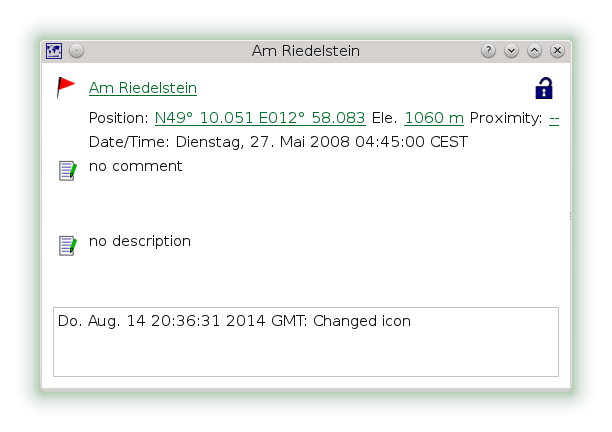 Am Riedelstein
Am Riedelstein
Position: N49° 10.051 E012° 58.083 Ele. 1060 m Proximity: --
Date/Time: Dienstag, 27. Mai 2008 04:45:00 CEST
no comment
no description
Do. Aug. 14 20:36:31 2014 GMT: Changed icon